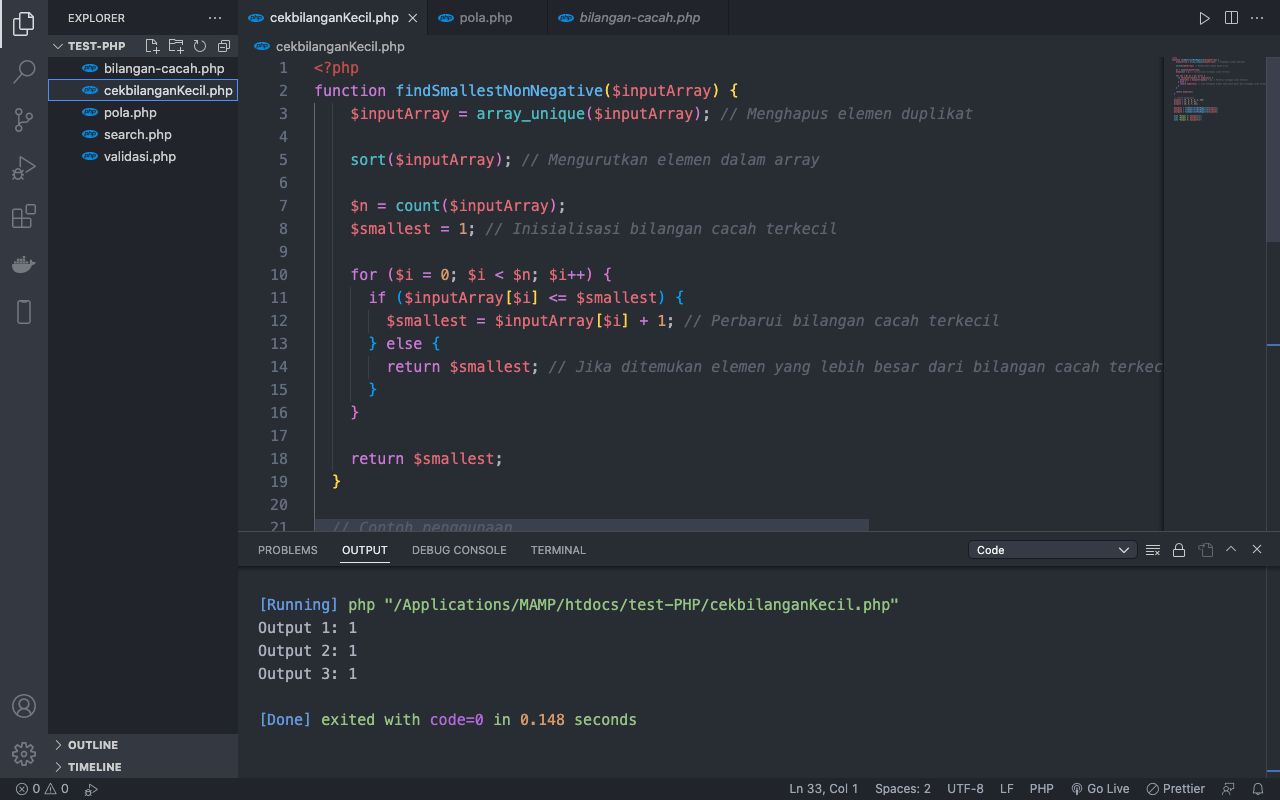 EXPLORER
TEST-PHP
bilangan-cacah.php
cekbilanganKecil.php
pola.php
search.php
validasi.php
OUTLINE
TIMELINE
cekbilanganKecil.php
pola.php
bilangan-cacah.php
cekbilanganKecil.php
1 <?php
2 function findSmallestNonNegative($inputArray) {
3 $inputArray = array_unique($inputArray); // Menghapus elemen duplikat
4
5 sort($inputArray); // Mengurutkan elemen dalam array
6
7 $n = count($inputArray);
8 $smallest = 1; // Inisialisasi bilangan cacah terkecil
9
10 for ($i = 0; $i < $n; $i++) {
11 if ($inputArray[$i] <= $smallest) {
12 $smallest = $inputArray[$i] + 1; // Perbarui bilangan cacah terkecil
13 } else {
14 return $smallest; // Jika ditemukan elemen yang lebih besar dari bilangan cacah terkec
15 }
16 }
17
18 return $smallest;
19 }
20
21 // Contoh penggunaan
PROBLEMS
OUTPUT
DEBUG CONSOLE
TERMINAL
Code
[Running] php "/Applications/MAMP/htdocs/test-PHP/cekbilanganKecil.php"
Output 1: 1
Output 2: 1
Output 3: 1
[Done] exited with code=0 in 0.148 seconds
0 0
Ln 33, Col 1
Spaces: 2
UTF-8
LF
PHP
Go Live
Prettier